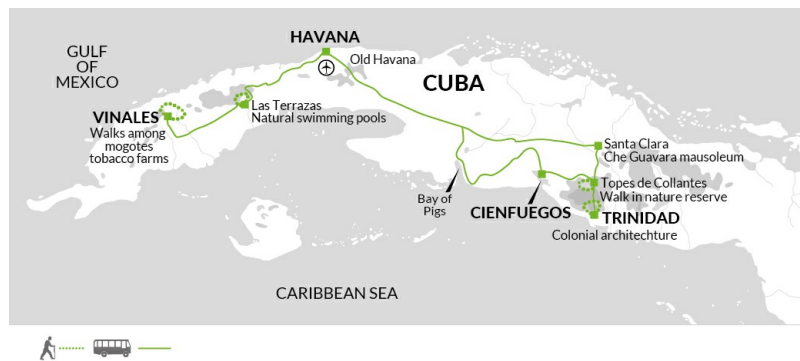 HAVANA
GULF
OF
MEXICO
Old Havana
CUBA
VINALES
Walks among
mogotes
tobacco farms
Las Terrazas
Natural swimming pools
Santa Clara
Che Guavara mausoleum
Topes de Collantes
Walk in nature reserve
Bay of
Pigs
CIENFUEGOS
TRINIDAD
Colonial architechture
CARIBBEAN SEA